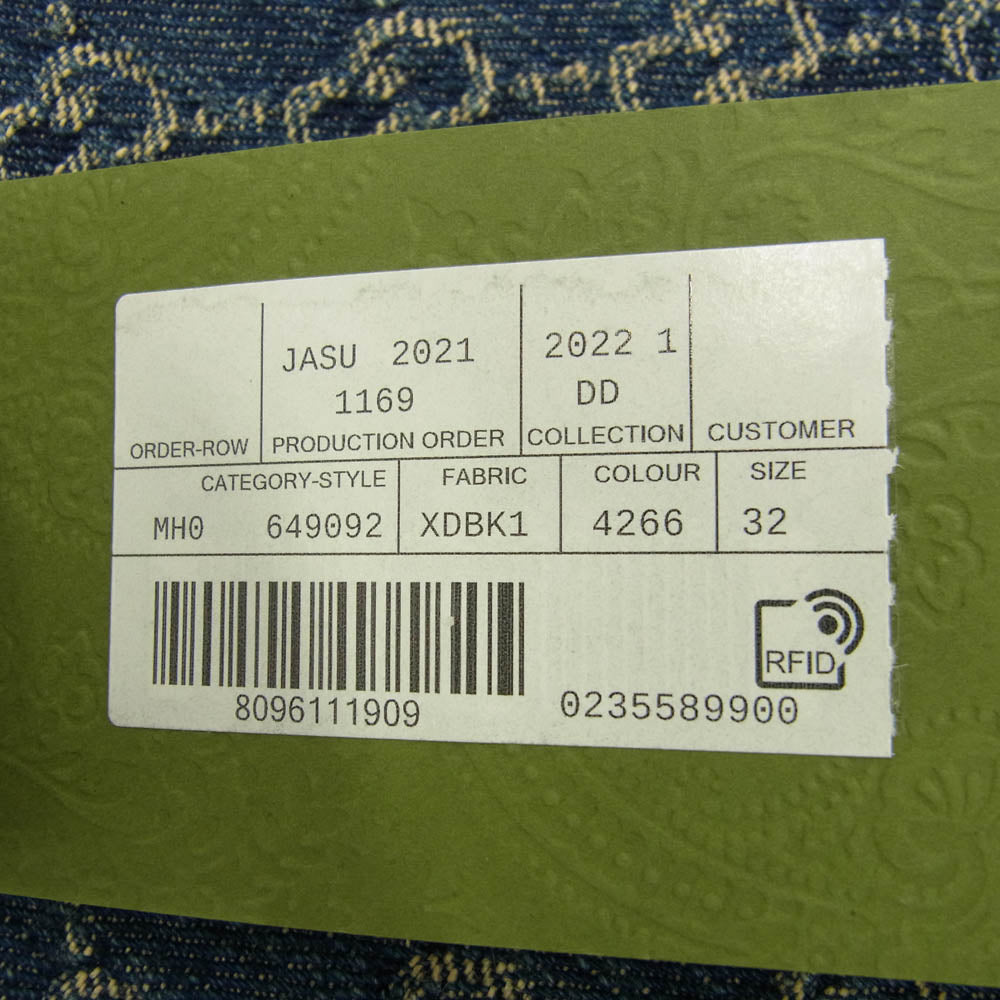 JASU 2021
1169
2022 1
DD
ORDER-ROW PRODUCTION ORDER COLLECTION CUSTOMER
CATEGORY-STYLE FABRIC COLOUR SIZE
MH0 649092 XDBK1 4266 32
RFID
8096111909 0235589900